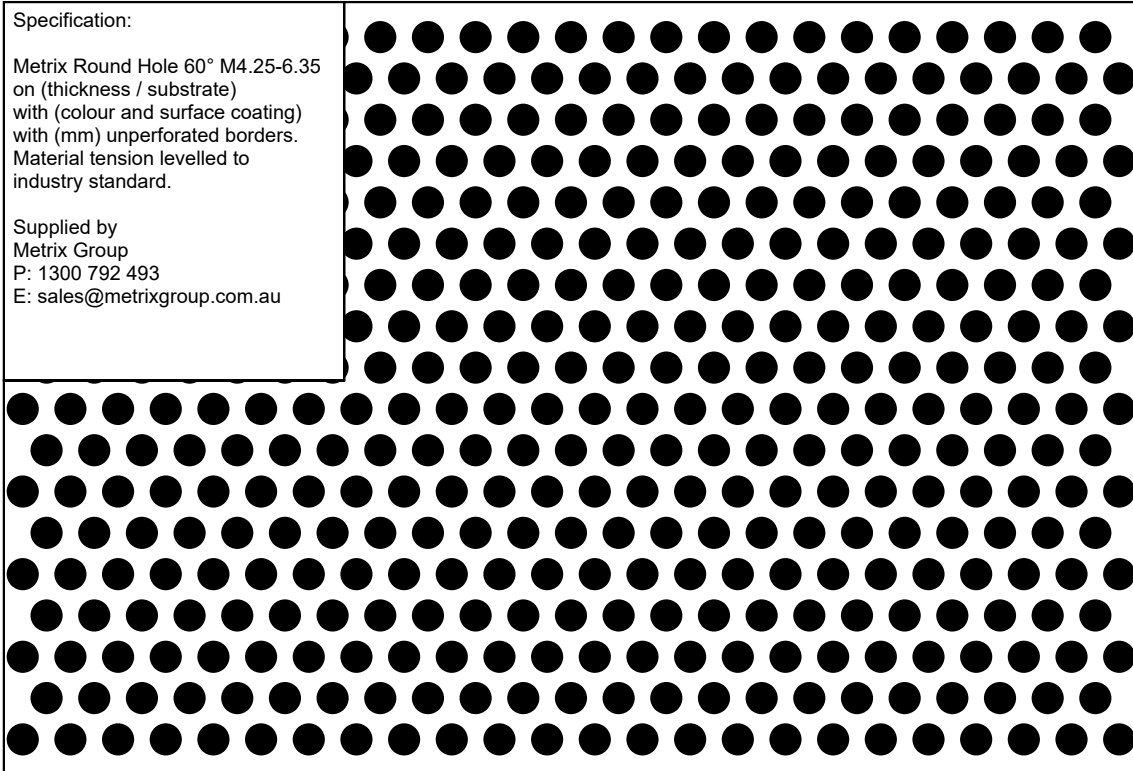 Specification:
Metrix Round Hole 60° M4.25-6.35
on (thickness / substrate)
with (colour and surface coating)
with (mm) unperforated borders.
Material tension levelled to
industry standard.
Supplied by
Metrix Group
P: 1300 792 493
E: sales@metrixgroup.com.au